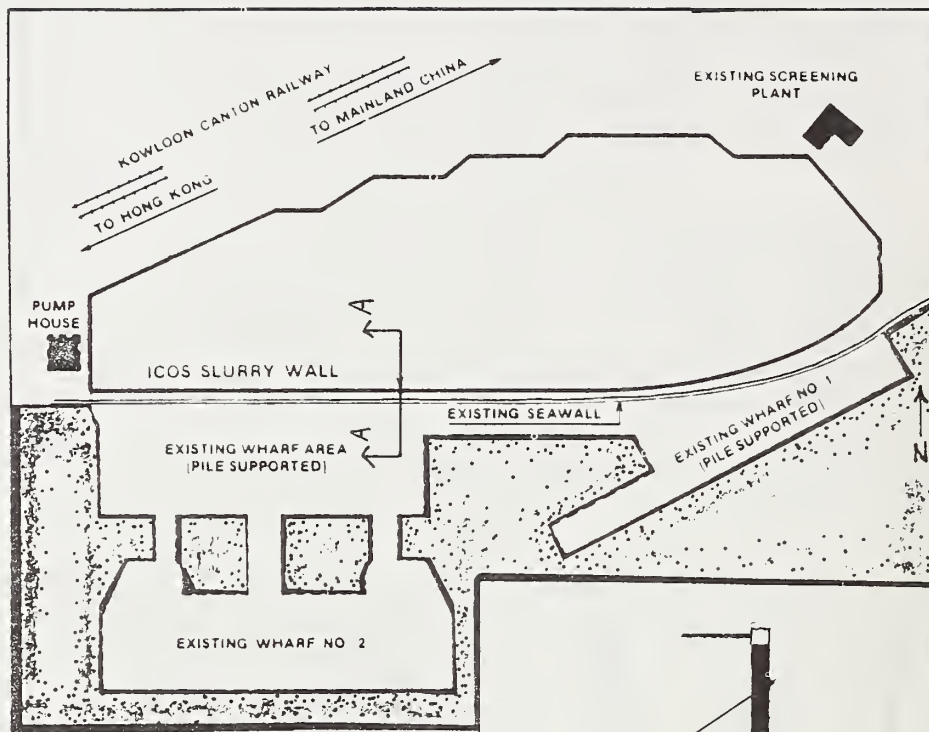 EXISTING SCREENING
PLANT
KOWLOON CANTON RAILWAY
TO MAINLAND CHINA
TO HONG KONG
PUMP
HOUSE
A
ICOS SLURRY WALL
EXISTING SEAWALL
EXISTING WHARF NO. 1
(PILE SUPPORTED)
EXISTING WHARF AREA
(PILE SUPPORTED)
A
N
EXISTING WHARF NO 2